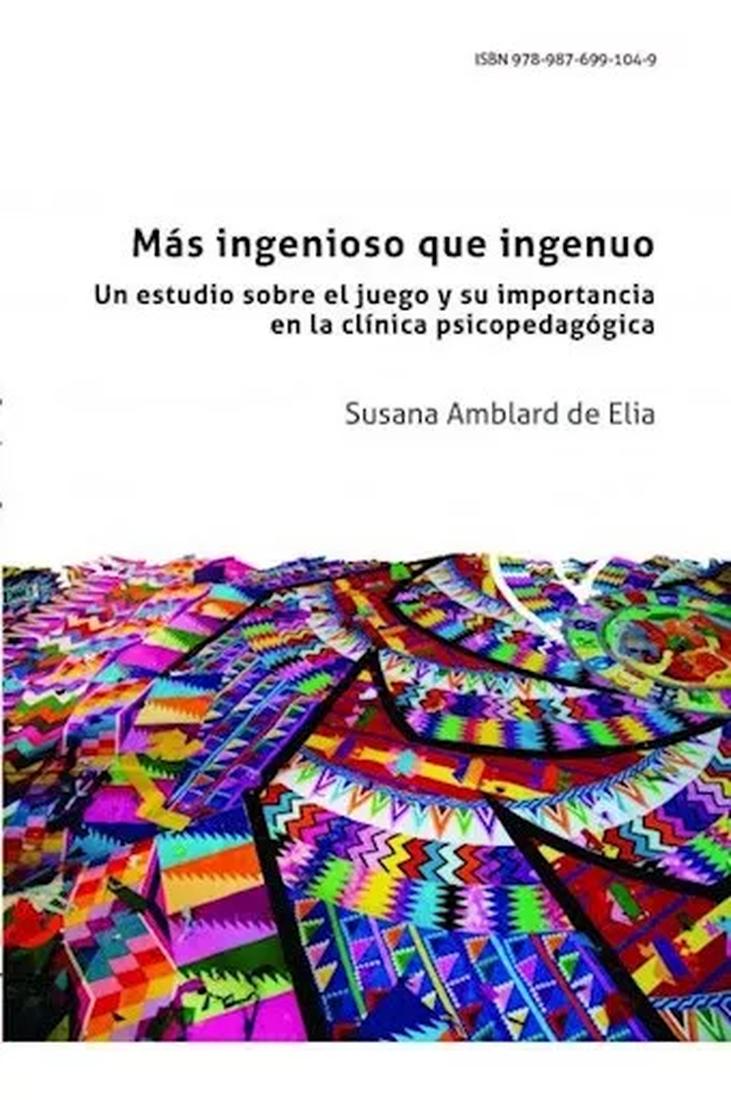 ISBN 978-987-699-104-9
Más ingenioso que ingenuo
Un estudio sobre el juego y su importancia
en la clínica psicopedagógica
Susana Amblard de Elia